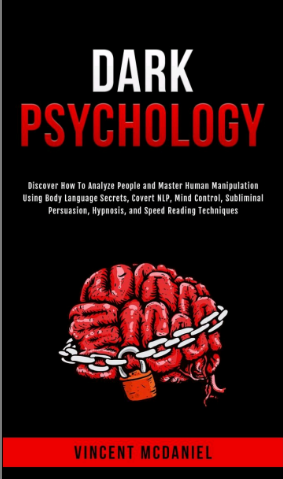 DARK
PSYCHOLOGY
Discover How To Analyze People and Master Human Manipulation
Using Body Language Secrets, Covert NLP, Mind Control, Subliminal
Persuasion, Hypnosis, and Speed Reading Techniques
VINCENT MCDANIEL